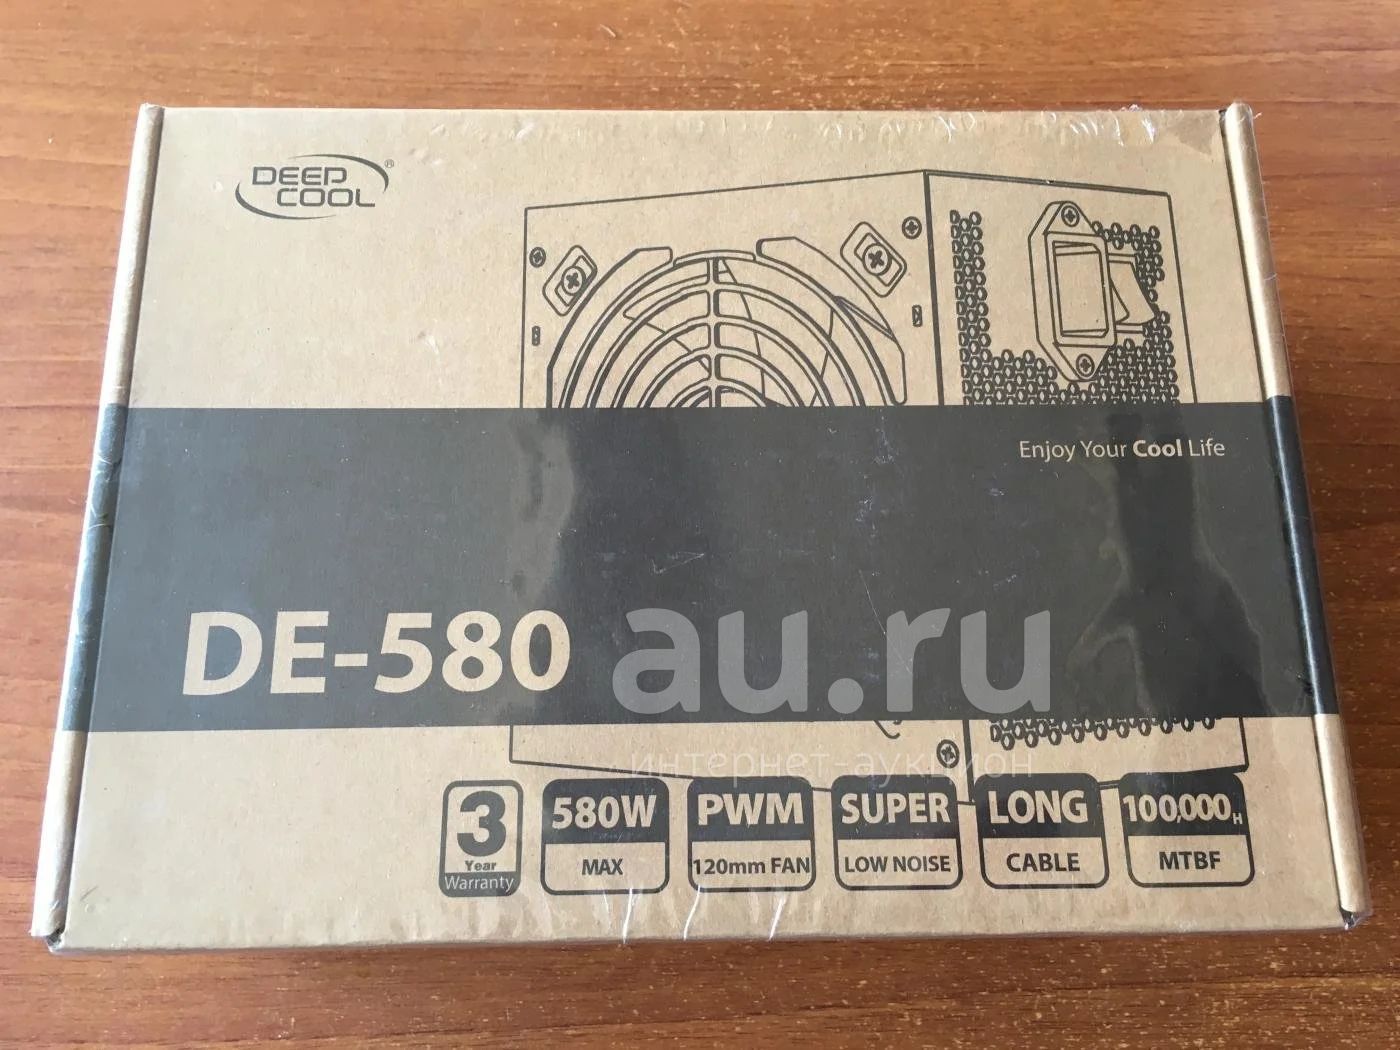 DEEP
COOL®
Enjoy Your Cool Life
DE-580
au.ru
интернет-аукцион
3
Year
Warranty
580W
MAX
PWM
120mm FAN
SUPER
LOW NOISE
LONG
CABLE
100,000H
MTBF